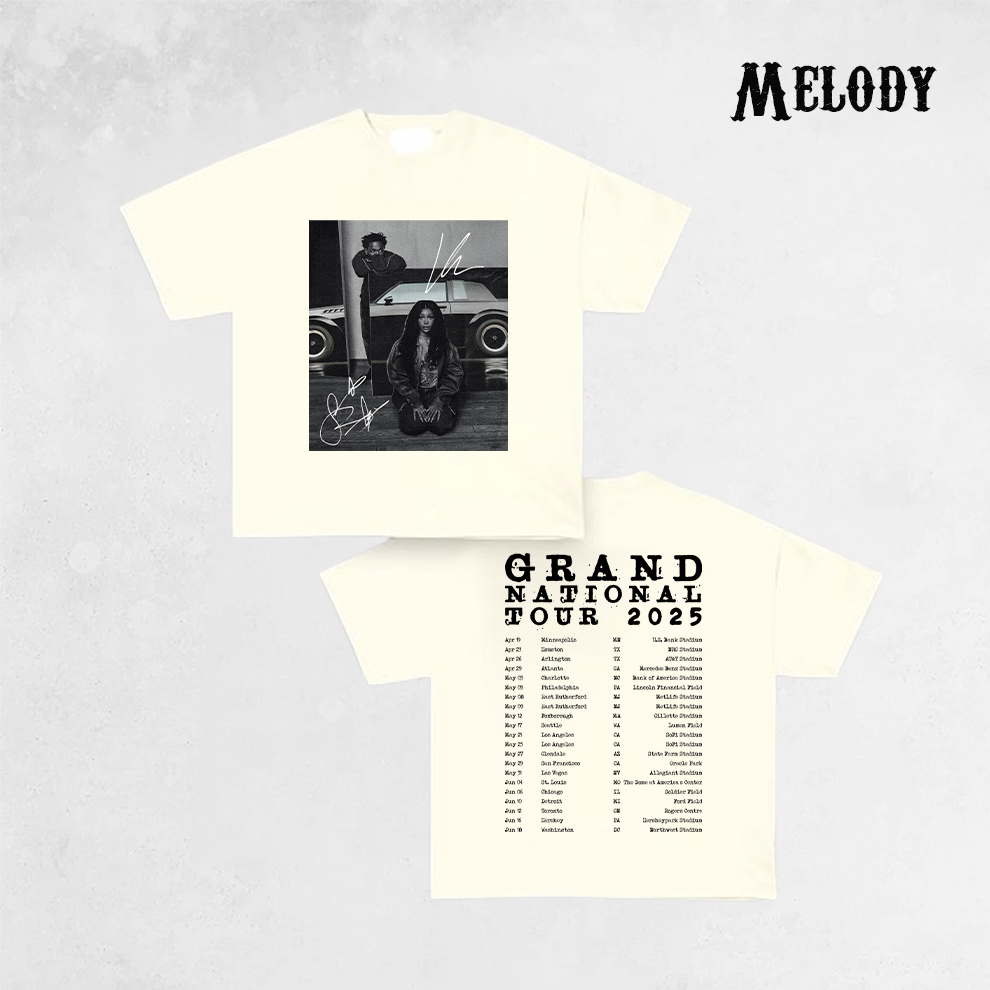 MELODY
GRAND
NATIONAL
TOUR 2025
Apr 19 Minneapolis MN U.S. Bank Stadium
Apr 23 Houston TX NRG Stadium
Apr 26 Arlington TX AT&T Stadium
Apr 29 Atlanta GA Mercedes Benz Stadium
May 03 Charlotte NC Bank of America Stadium
May 05 Philadelphia PA Lincoln Financial Field
May 08 East Rutherford NJ MetLife Stadium
May 09 East Rutherford NJ MetLife Stadium
May 12 Foxborough MA Gillette Stadium
May 17 Seattle WA Lumen Field
May 21 Los Angeles CA SoFi Stadium
May 23 Los Angeles CA SoFi Stadium
May 27 Glendale AZ State Farm Stadium
May 29 San Francisco CA Oracle Park
May 31 Las Vegas NV Allegiant Stadium
Jun 04 St. Louis MO The Dome at America's Center
Jun 06 Chicago IL Soldier Field
Jun 10 Detroit MI Ford Field
Jun 12 Toronto ON Rogers Centre
Jun 16 Hershey PA Hersheypark Stadium
Jun 18 Washington DC Northwest Stadium